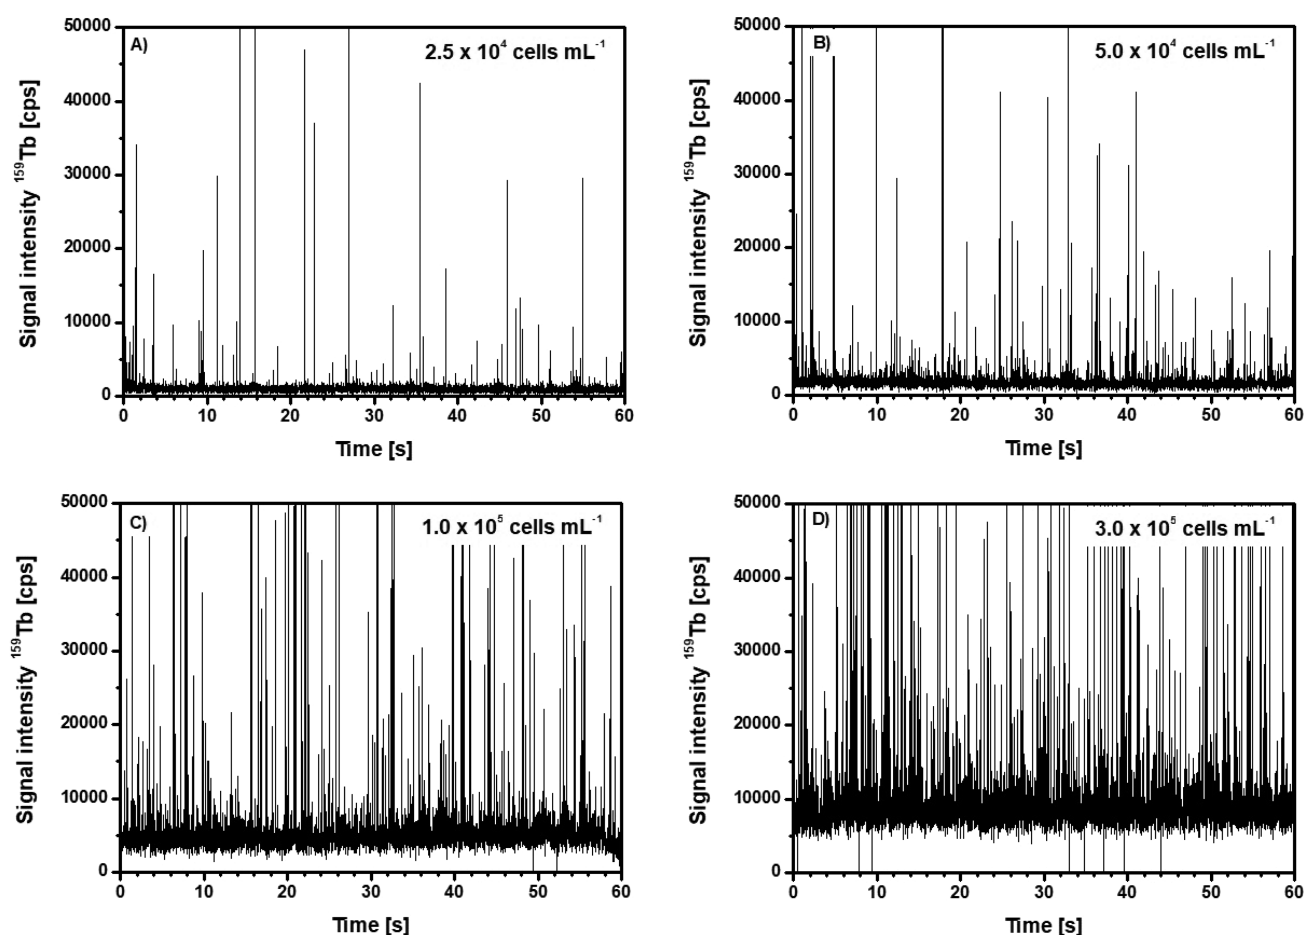 A)
2.5 x 10⁴ cells mL⁻¹
Signal intensity ¹⁵⁹Tb [cps]
50000
40000
30000
20000
10000
0
0 10 20 30 40 50 60
Time [s]
B)
5.0 x 10⁴ cells mL⁻¹
Signal intensity ¹⁵⁹Tb [cps]
50000
40000
30000
20000
10000
0
0 10 20 30 40 50 60
Time [s]
C)
1.0 x 10⁵ cells mL⁻¹
Signal intensity ¹⁵⁹Tb [cps]
50000
40000
30000
20000
10000
0
0 10 20 30 40 50 60
Time [s]
D)
3.0 x 10⁵ cells mL⁻¹
Signal intensity ¹⁵⁹Tb [cps]
50000
40000
30000
20000
10000
0
0 10 20 30 40 50 60
Time [s]